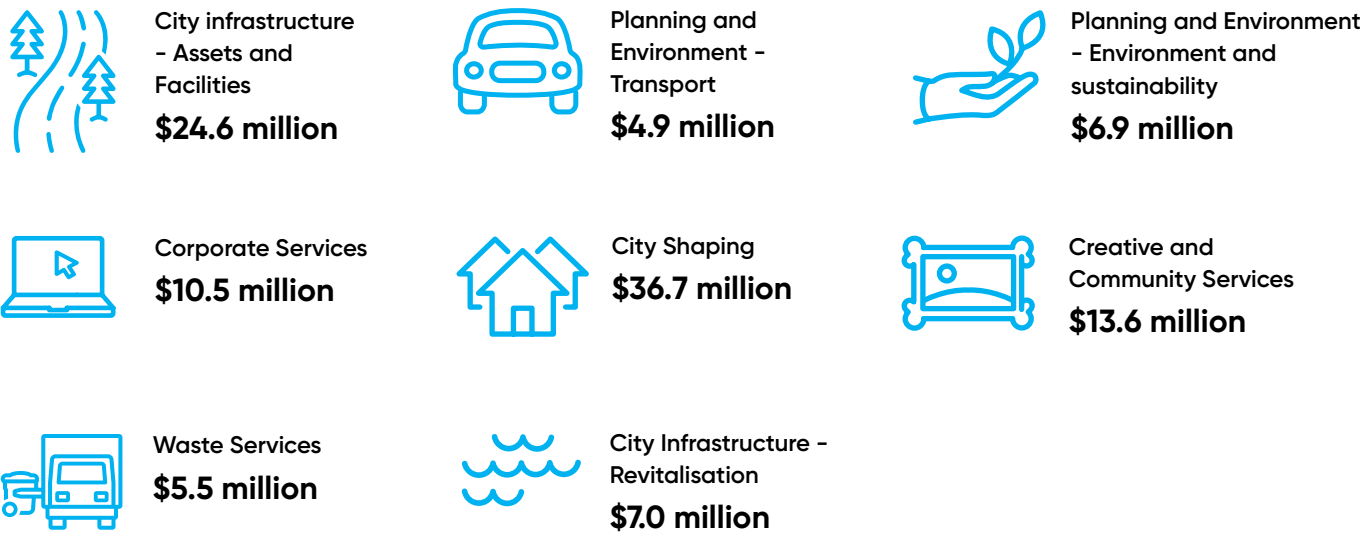 City infrastructure
- Assets and
Facilities
$24.6 million
Planning and
Environment -
Transport
$4.9 million
Planning and Environment
- Environment and
sustainability
$6.9 million
Corporate Services
$10.5 million
City Shaping
$36.7 million
Creative and
Community Services
$13.6 million
Waste Services
$5.5 million
City Infrastructure -
Revitalisation
$7.0 million